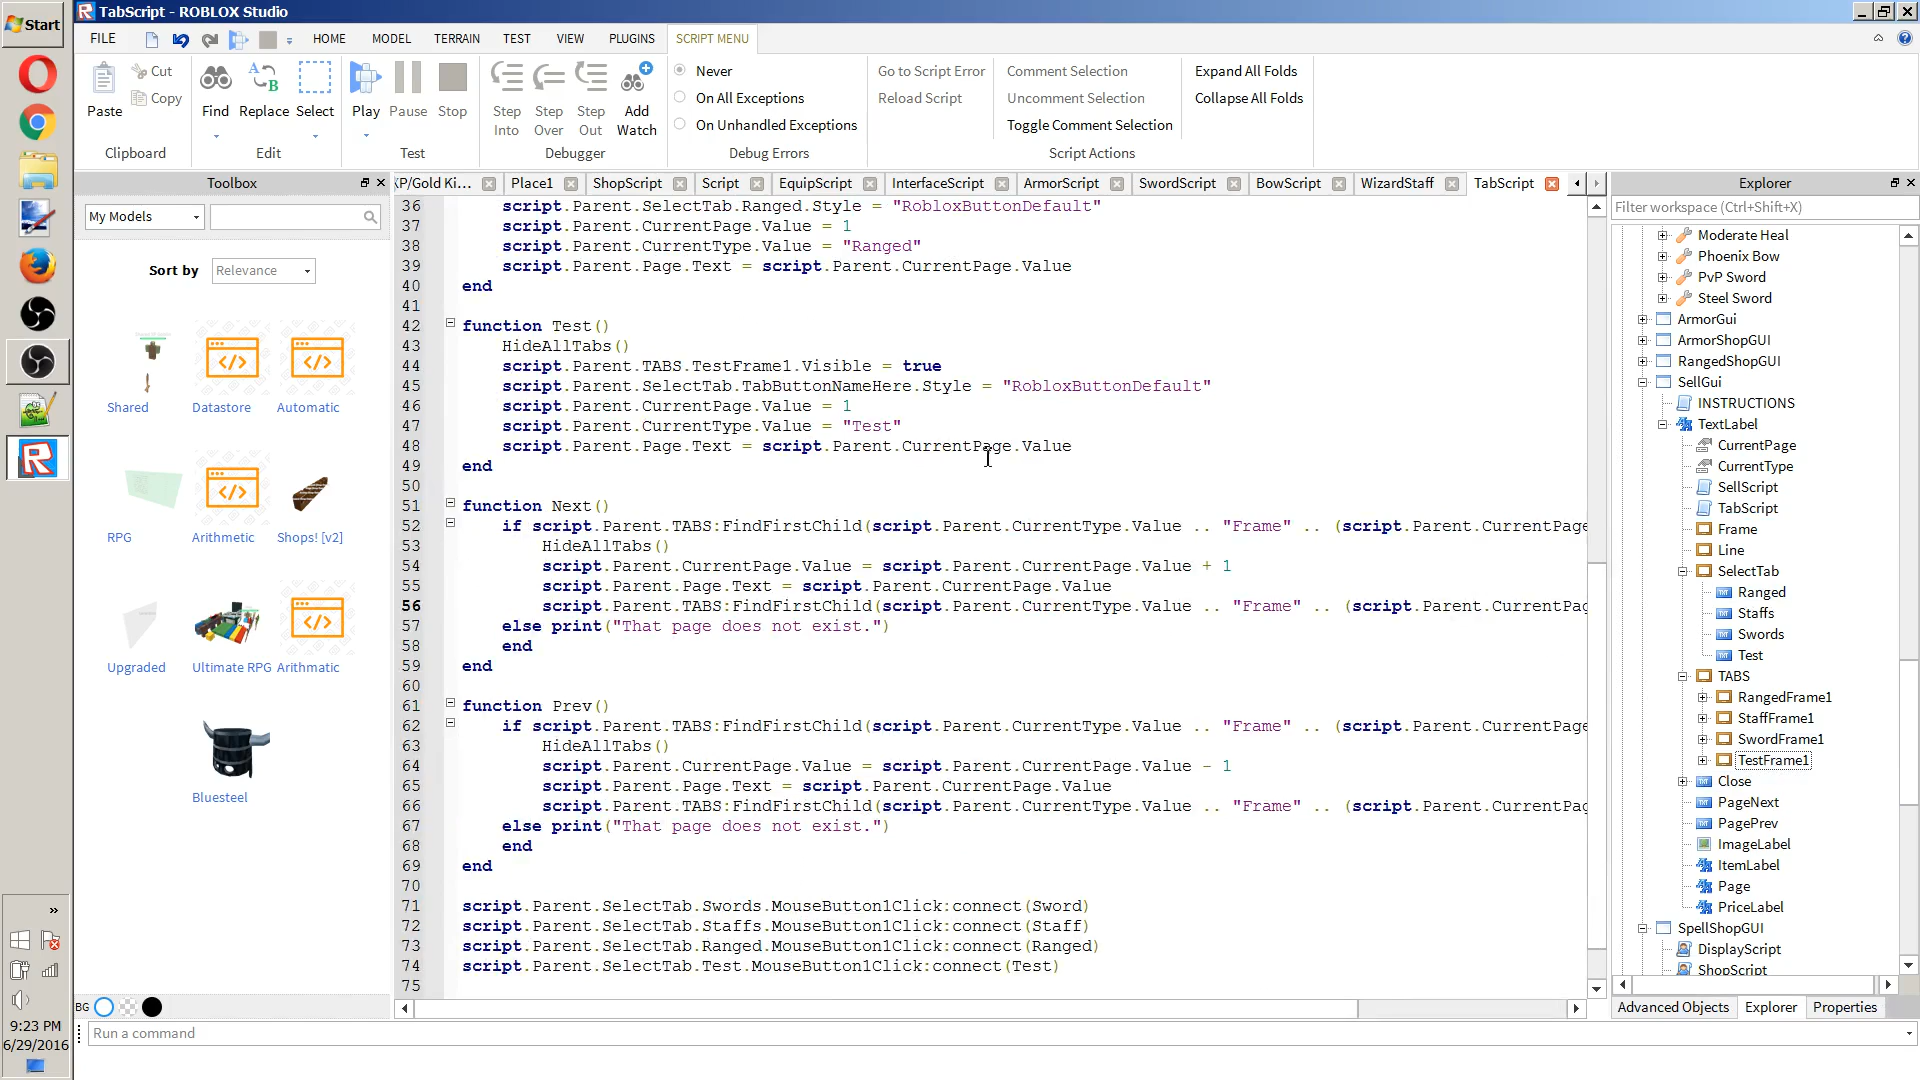 Start
TabScript - ROBLOX Studio
FILE
HOME
MODEL
TERRAIN
TEST
VIEW
PLUGINS
SCRIPT MENU
Paste
Cut
Copy
Clipboard
Find
Replace
Select
Edit
Play
Pause
Stop
Test
Step Into
Step Over
Step Out
Add Watch
Debugger
Never
On All Exceptions
On Unhandled Exceptions
Debug Errors
Go to Script Error
Reload Script
Comment Selection
Uncomment Selection
Toggle Comment Selection
Script Actions
Expand All Folds
Collapse All Folds
Toolbox
My Models
Sort by
Relevance
Shared
Datastore
Automatic
RPG
Arithmetic
Shops! [v2]
Upgraded
Ultimate RPG
Arithmatic
Bluesteel
BG
XP/Gold Ki...
Place1
ShopScript
Script
EquipScript
InterfaceScript
ArmorScript
SwordScript
BowScript
WizardStaff
TabScript
36 script.Parent.SelectTab.Ranged.Style = "RobloxButtonDefault"
37 script.Parent.CurrentPage.Value = 1
38 script.Parent.CurrentType.Value = "Ranged"
39 script.Parent.Page.Text = script.Parent.CurrentPage.Value
40 end
41
42 function Test()
43 HideAllTabs()
44 script.Parent.TABS.TestFrame1.Visible = true
45 script.Parent.SelectTab.TabButtonNameHere.Style = "RobloxButtonDefault"
46 script.Parent.CurrentPage.Value = 1
47 script.Parent.CurrentType.Value = "Test"
48 script.Parent.Page.Text = script.Parent.CurrentPage.Value
49 end
50
51 function Next()
52 if script.Parent.TABS:FindFirstChild(script.Parent.CurrentType.Value .. "Frame" .. (script.Parent.CurrentPage
53 HideAllTabs()
54 script.Parent.CurrentPage.Value = script.Parent.CurrentPage.Value + 1
55 script.Parent.Page.Text = script.Parent.CurrentPage.Value
56 script.Parent.TABS:FindFirstChild(script.Parent.CurrentType.Value .. "Frame" .. (script.Parent.CurrentPag
57 else print("That page does not exist.")
58 end
59 end
60
61 function Prev()
62 if script.Parent.TABS:FindFirstChild(script.Parent.CurrentType.Value .. "Frame" .. (script.Parent.CurrentPage
63 HideAllTabs()
64 script.Parent.CurrentPage.Value = script.Parent.CurrentPage.Value - 1
65 script.Parent.Page.Text = script.Parent.CurrentPage.Value
66 script.Parent.TABS:FindFirstChild(script.Parent.CurrentType.Value .. "Frame" .. (script.Parent.CurrentPag
67 else print("That page does not exist.")
68 end
69 end
70
71 script.Parent.SelectTab.Swords.MouseButton1Click:connect(Sword)
72 script.Parent.SelectTab.Staffs.MouseButton1Click:connect(Staff)
73 script.Parent.SelectTab.Ranged.MouseButton1Click:connect(Ranged)
74 script.Parent.SelectTab.Test.MouseButton1Click:connect(Test)
75
Explorer
Filter workspace (Ctrl+Shift+X)
Moderate Heal
Phoenix Bow
PvP Sword
Steel Sword
ArmorGui
ArmorShopGUI
RangedShopGUI
SellGui
INSTRUCTIONS
TextLabel
CurrentPage
CurrentType
SellScript
TabScript
Frame
Line
SelectTab
Ranged
Staffs
Swords
Test
TABS
RangedFrame1
StaffFrame1
SwordFrame1
TestFrame1
Close
PageNext
PagePrev
ImageLabel
ItemLabel
Page
PriceLabel
SpellShopGUI
DisplayScript
ShopScript
Advanced Objects
Explorer
Properties
Run a command
9:23 PM
6/29/2016